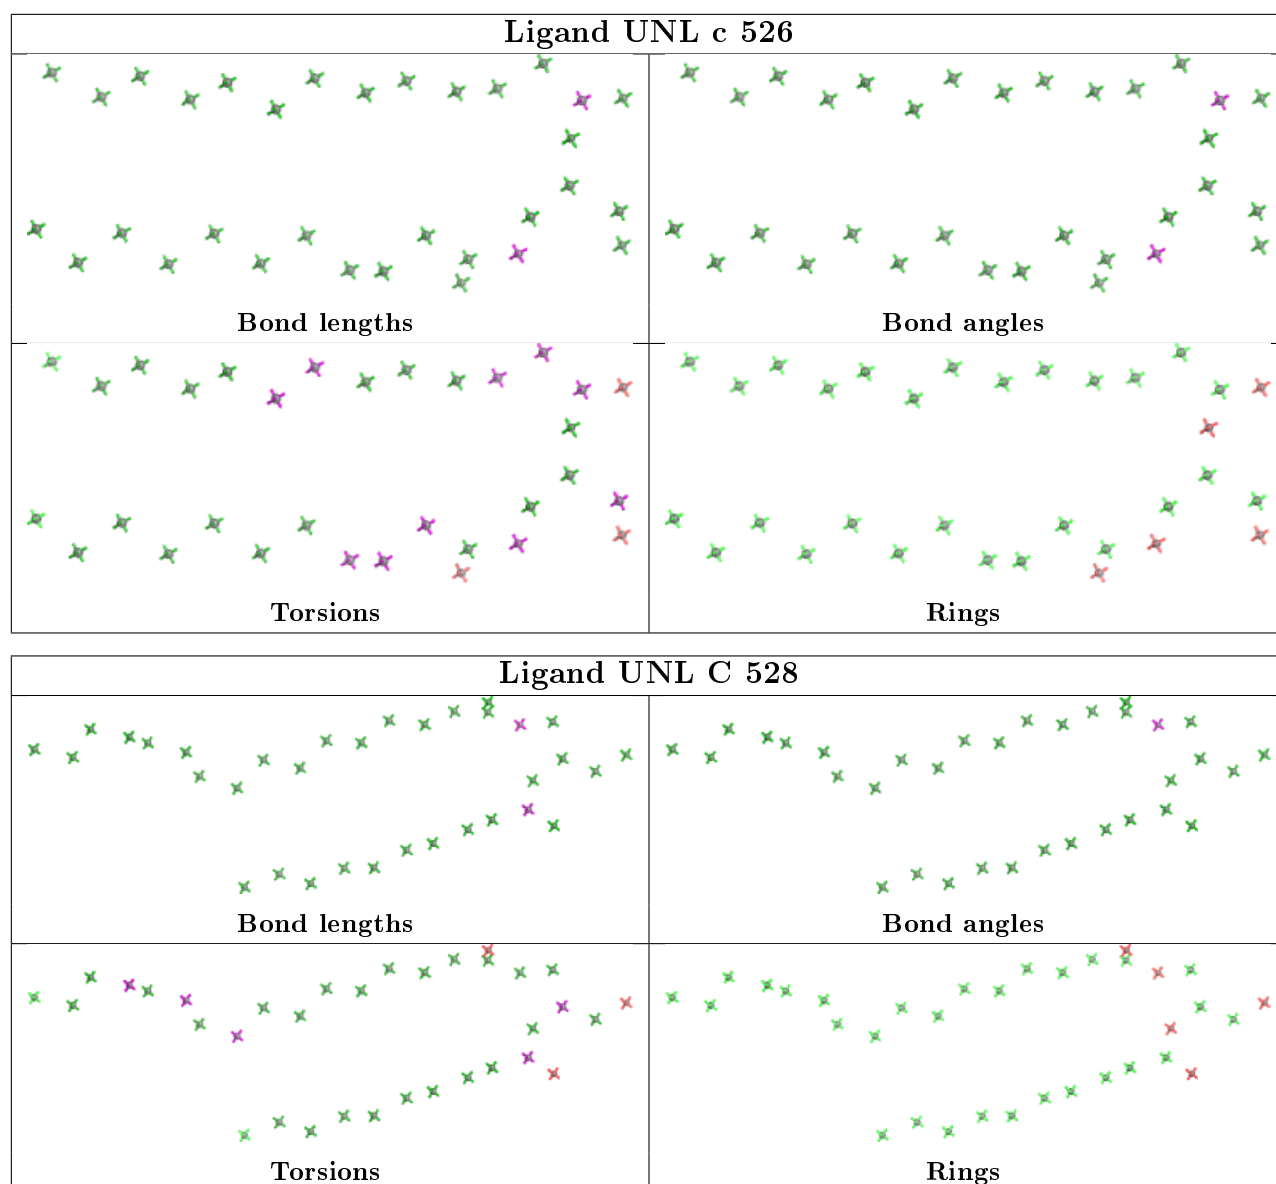 Ligand UNL c 526
Bond lengths
Bond angles
Torsions
Rings
Ligand UNL C 528
Bond lengths
Bond angles
Torsions
Rings